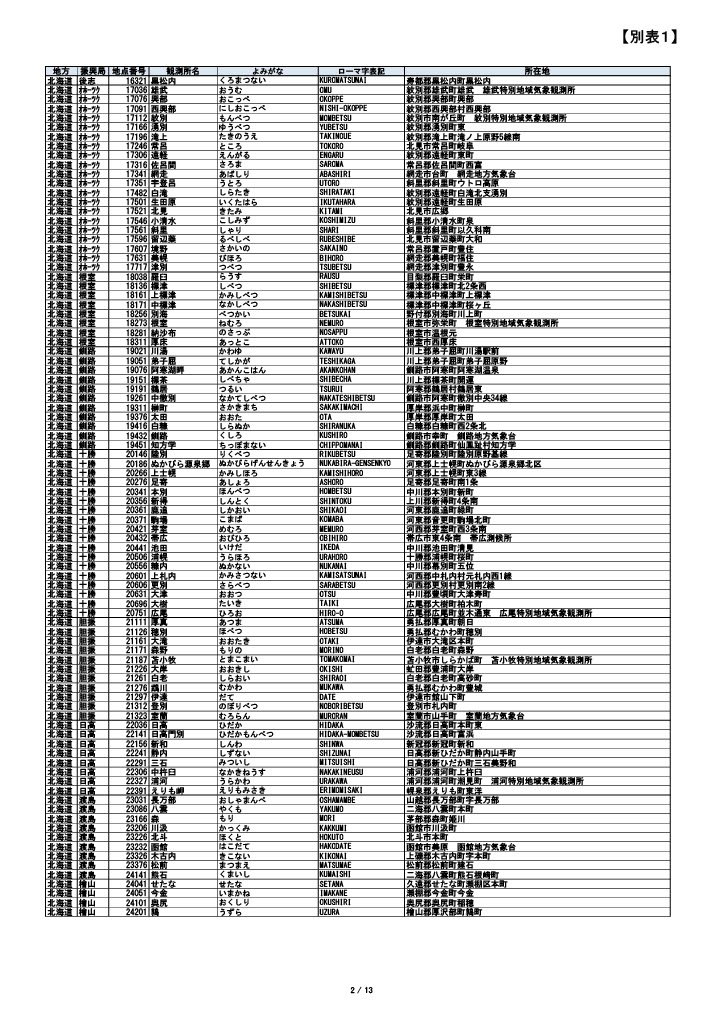 【別表1】
地方 振興局 地点番号 観測所名 よみがな ローマ字表記 所在地
北海道 後志 16321 黒松内 くろまつない KUROMATSUNAI 寿都郡黒松内町黒松内
北海道 ｵﾎｰﾂｸ 17036 雄武 おうむ OMU 紋別郡雄武町雄武 雄武特別地域気象観測所
北海道 ｵﾎｰﾂｸ 17076 興部 おこっぺ OKOPPE 紋別郡興部町興部
北海道 ｵﾎｰﾂｸ 17091 西興部 にしおこっぺ NISHI-OKOPPE 紋別郡西興部村西興部
北海道 ｵﾎｰﾂｸ 17112 紋別 もんべつ MOMBETSU 紋別市南が丘町 紋別特別地域気象観測所
北海道 ｵﾎｰﾂｸ 17166 湧別 ゆうべつ YUBETSU 紋別郡湧別町東
北海道 ｵﾎｰﾂｸ 17196 滝上 たきのうえ TAKINOUE 紋別郡滝上町滝ノ上原野5線南
北海道 ｵﾎｰﾂｸ 17246 常呂 ところ TOKORO 北見市常呂町岐阜
北海道 ｵﾎｰﾂｸ 17306 遠軽 えんがる ENGARU 紋別郡遠軽町東町
北海道 ｵﾎｰﾂｸ 17316 佐呂間 さろま SAROMA 常呂郡佐呂間町西富
北海道 ｵﾎｰﾂｸ 17341 網走 あばしり ABASHIRI 網走市台町 網走地方気象台
北海道 ｵﾎｰﾂｸ 17351 宇登呂 うとろ UTORO 斜里郡斜里町ウトロ高原
北海道 ｵﾎｰﾂｸ 17482 白滝 しらたき SHIRATAKI 紋別郡遠軽町白滝北支湧別
北海道 ｵﾎｰﾂｸ 17501 生田原 いくたはら IKUTAHARA 紋別郡遠軽町生田原
北海道 ｵﾎｰﾂｸ 17521 北見 きたみ KITAMI 北見市広郷
北海道 ｵﾎｰﾂｸ 17546 小清水 こしみず KOSHIMIZU 斜里郡小清水町泉
北海道 ｵﾎｰﾂｸ 17561 斜里 しゃり SHARI 斜里郡斜里町以久科南
北海道 ｵﾎｰﾂｸ 17596 留辺蘂 るべしべ RUBESHIBE 北見市留辺蘂町大和
北海道 ｵﾎｰﾂｸ 17607 境野 さかいの SAKAINO 常呂郡置戸町豊住
北海道 ｵﾎｰﾂｸ 17631 美幌 びほろ BIHORO 網走郡美幌町福住
北海道 ｵﾎｰﾂｸ 17717 津別 つべつ TSUBETSU 網走郡津別町豊永
北海道 根室 18038 羅臼 らうす RAUSU 目梨郡羅臼町栄町
北海道 根室 18136 標津 しべつ SHIBETSU 標津郡標津町北2条西
北海道 根室 18161 上標津 かみしべつ KAMISHIBETSU 標津郡中標津町上標津
北海道 根室 18171 中標津 なかしべつ NAKASHIBETSU 標津郡中標津町桜ヶ丘
北海道 根室 18256 別海 べつかい BETSUKAI 野付郡別海町川上町
北海道 根室 18273 根室 ねむろ NEMURO 根室市弥栄町 根室特別地域気象観測所
北海道 根室 18281 納沙布 のさっぷ NOSAPPU 根室市温根元
北海道 根室 18311 厚床 あっとこ ATTOKO 根室市西厚床
北海道 釧路 19021 川湯 かわゆ KAWAYU 川上郡弟子屈町川湯駅前
北海道 釧路 19051 弟子屈 てしかが TESHIKAGA 川上郡弟子屈町弟子屈原野
北海道 釧路 19076 阿寒湖畔 あかんこはん AKANKOHAN 釧路市阿寒町阿寒湖温泉
北海道 釧路 19151 標茶 しべちゃ SHIBECHA 川上郡標茶町開運
北海道 釧路 19191 鶴居 つるい TSURUI 阿寒郡鶴居村鶴居東
北海道 釧路 19261 中徹別 なかてしべつ NAKATESHIBETSU 釧路市阿寒町徹別中央34線
北海道 釧路 19311 榊町 さかきまち SAKAKIMACHI 厚岸郡浜中町榊町
北海道 釧路 19376 太田 おおた OTA 厚岸郡厚岸町太田
北海道 釧路 19416 白糠 しらぬか SHIRANUKA 白糠郡白糠町西2条北
北海道 釧路 19432 釧路 くしろ KUSHIRO 釧路市幸町 釧路地方気象台
北海道 釧路 19451 知方学 ちっぽまない CHIPPOMANAI 釧路郡釧路町仙鳳趾村知方学
北海道 十勝 20146 陸別 りくべつ RIKUBETSU 足寄郡陸別町陸別原野基線
北海道 十勝 20186 ぬかびら源泉郷 ぬかびらげんせんきょう NUKABIRA-GENSENKYO 河東郡上士幌町ぬかびら源泉郷北区
北海道 十勝 20266 上士幌 かみしほろ KAMISHIHORO 河東郡上士幌町東3線
北海道 十勝 20276 足寄 あしょろ ASHORO 足寄郡足寄町南1条
北海道 十勝 20341 本別 ほんべつ HOMBETSU 中川郡本別町新町
北海道 十勝 20356 新得 しんとく SHINTOKU 上川郡新得町4条南
北海道 十勝 20361 鹿追 しかおい SHIKAOI 河東郡鹿追町緑町
北海道 十勝 20371 駒場 こまば KOMABA 河東郡音更町駒場北町
北海道 十勝 20421 芽室 めむろ MEMURO 河西郡芽室町西3条南
北海道 十勝 20432 帯広 おびひろ OBIHIRO 帯広市東4条南 帯広測候所
北海道 十勝 20441 池田 いけだ IKEDA 中川郡池田町清見
北海道 十勝 20506 浦幌 うらほろ URAHORO 十勝郡浦幌町桜町
北海道 十勝 20556 糠内 ぬかない NUKANAI 中川郡幕別町五位
北海道 十勝 20601 上札内 かみさつない KAMISATSUNAI 河西郡中札内村元札内西1線
北海道 十勝 20606 更別 さらべつ SARABETSU 河西郡更別村更別南2線
北海道 十勝 20631 大津 おおつ OTSU 中川郡豊頃町大津寿町
北海道 十勝 20696 大樹 たいき TAIKI 広尾郡大樹町柏木町
北海道 十勝 20751 広尾 ひろお HIRO-O 広尾郡広尾町並木通東 広尾特別地域気象観測所
北海道 胆振 21111 厚真 あつま ATSUMA 勇払郡厚真町朝日
北海道 胆振 21126 穂別 ほべつ HOBETSU 勇払郡むかわ町穂別
北海道 胆振 21161 大滝 おおたき OTAKI 伊達市大滝区本町
北海道 胆振 21171 森野 もりの MORINO 白老郡白老町森野
北海道 胆振 21187 苫小牧 とまこまい TOMAKOMAI 苫小牧市しらかば町 苫小牧特別地域気象観測所
北海道 胆振 21226 大岸 おおきし OKISHI 虻田郡豊浦町大岸
北海道 胆振 21261 白老 しらおい SHIRAOI 白老郡白老町高砂町
北海道 胆振 21276 鵡川 むかわ MUKAWA 勇払郡むかわ町豊城
北海道 胆振 21297 伊達 だて DATE 伊達市館山下町
北海道 胆振 21312 登別 のぼりべつ NOBORIBETSU 登別市札内町
北海道 胆振 21323 室蘭 むろらん MURORAN 室蘭市山手町 室蘭地方気象台
北海道 日高 22036 日高 ひだか HIDAKA 沙流郡日高町本町東
北海道 日高 22141 日高門別 ひだかもんべつ HIDAKA-MOMBETSU 沙流郡日高町富浜
北海道 日高 22156 新和 しんわ SHINWA 新冠郡新冠町新和
北海道 日高 22241 静内 しずない SHIZUNAI 日高郡新ひだか町静内山手町
北海道 日高 22291 三石 みついし MITSUISHI 日高郡新ひだか町三石美野和
北海道 日高 22306 中杵臼 なかきねうす NAKAKINEUSU 浦河郡浦河町上杵臼
北海道 日高 22327 浦河 うらかわ URAKAWA 浦河郡浦河町潮見町 浦河特別地域気象観測所
北海道 日高 22391 えりも岬 えりもみさき ERIMOMISAKI 幌泉郡えりも町東洋
北海道 渡島 23031 長万部 おしゃまんべ OSHAMAMBE 山越郡長万部町字長万部
北海道 渡島 23086 八雲 やくも YAKUMO 二海郡八雲町本町
北海道 渡島 23166 森 もり MORI 茅部郡森町姫川
北海道 渡島 23206 川汲 かっくみ KAKKUMI 函館市川汲町
北海道 渡島 23226 北斗 ほくと HOKUTO 北斗市本町
北海道 渡島 23232 函館 はこだて HAKODATE 函館市美原 函館地方気象台
北海道 渡島 23326 木古内 きこない KIKONAI 上磯郡木古内町字本町
北海道 渡島 23376 松前 まつまえ MATSUMAE 松前郡松前町建石
北海道 渡島 24141 熊石 くまいし KUMAISHI 二海郡八雲町熊石根崎町
北海道 檜山 24041 せたな せたな SETANA 久遠郡せたな町瀬棚区本町
北海道 檜山 24051 今金 いまかね IMAKANE 瀬棚郡今金町今金
北海道 檜山 24101 奥尻 おくしり OKUSHIRI 奥尻郡奥尻町稲穂
北海道 檜山 24201 鶉 うずら UZURA 檜山郡厚沢部町鶉町
2 / 13